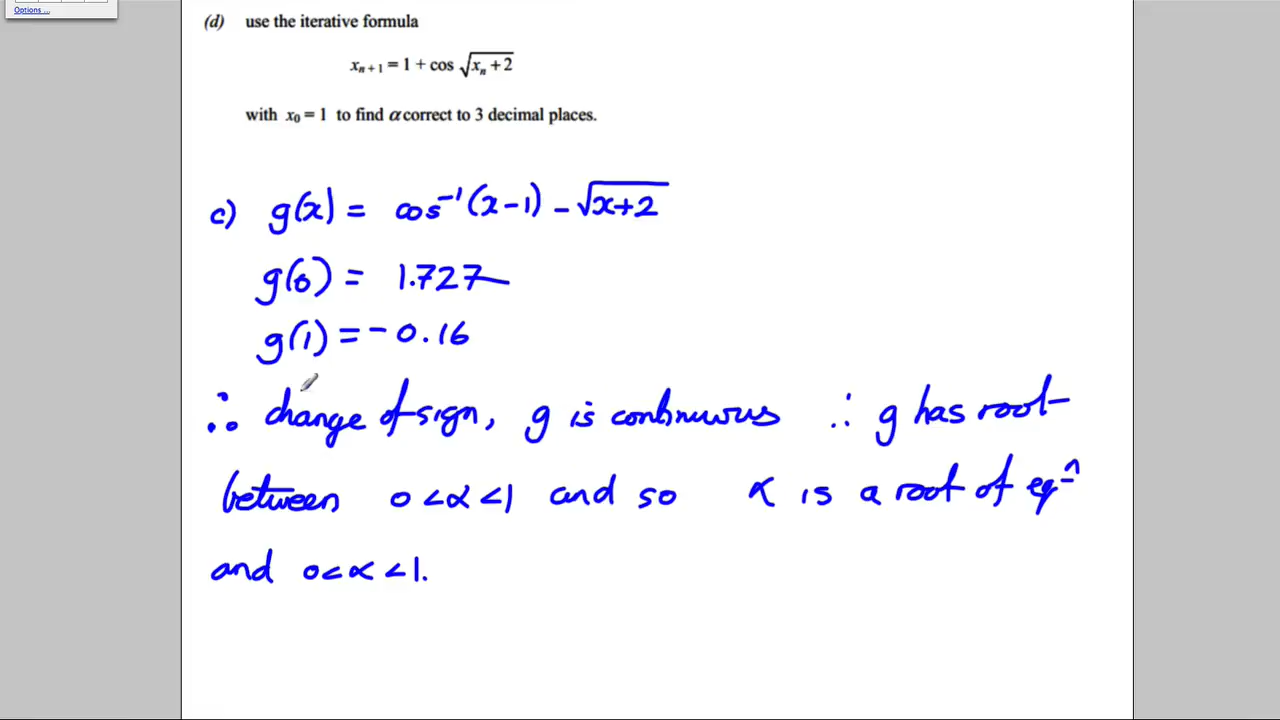 Options ...
(d) use the iterative formula
xₙ₊₁ = 1 + cos √(xₙ + 2)
with x₀ = 1 to find α correct to 3 decimal places.
c) g(x) = cos⁻¹(x-1) - √(x+2)
g(0) = 1.727
g(1) = -0.16
∴ change of sign, g is continuous ∴ g has root
between 0 < α < 1 and so α is a root of eqⁿ
and 0 < α < 1.